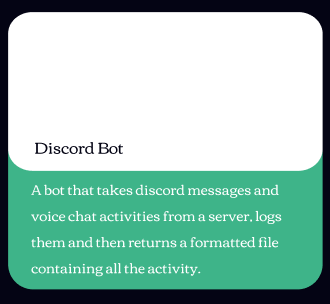 Discord Bot
A bot that takes discord messages and
voice chat activities from a server, logs
them and then returns a formatted file
containing all the activity.